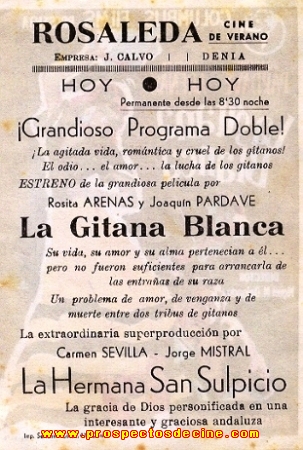 ROSALEDA CINE
DE VERANO
EMPRESA: J. CALVO | | DENIA
HOY HOY
Permanente desde las 8'30 noche
¡Grandioso Programa Doble!
¡La agitada vida, romántica y cruel de los gitanos!
El odio... el amor... la lucha de los gitanos
ESTRENO de la grandiosa película por
Rosita ARENAS y Joaquín PARDAVE
La Gitana Blanca
Su vida, su amor y su alma pertenecian a él...
pero no fueron suficientes para arrancarla de
las entrañas de su raza
Un problema de amor, de venganza y de
muerte entre dos tribus de gitanos
La extraordinaria superproducción por
Carmen SEVILLA - Jorge MISTRAL
La Hermana San Sulpicio
La gracia de Dios personificada en una
interesante y graciosa andaluza
Imp.
www.prospectosdecine.com